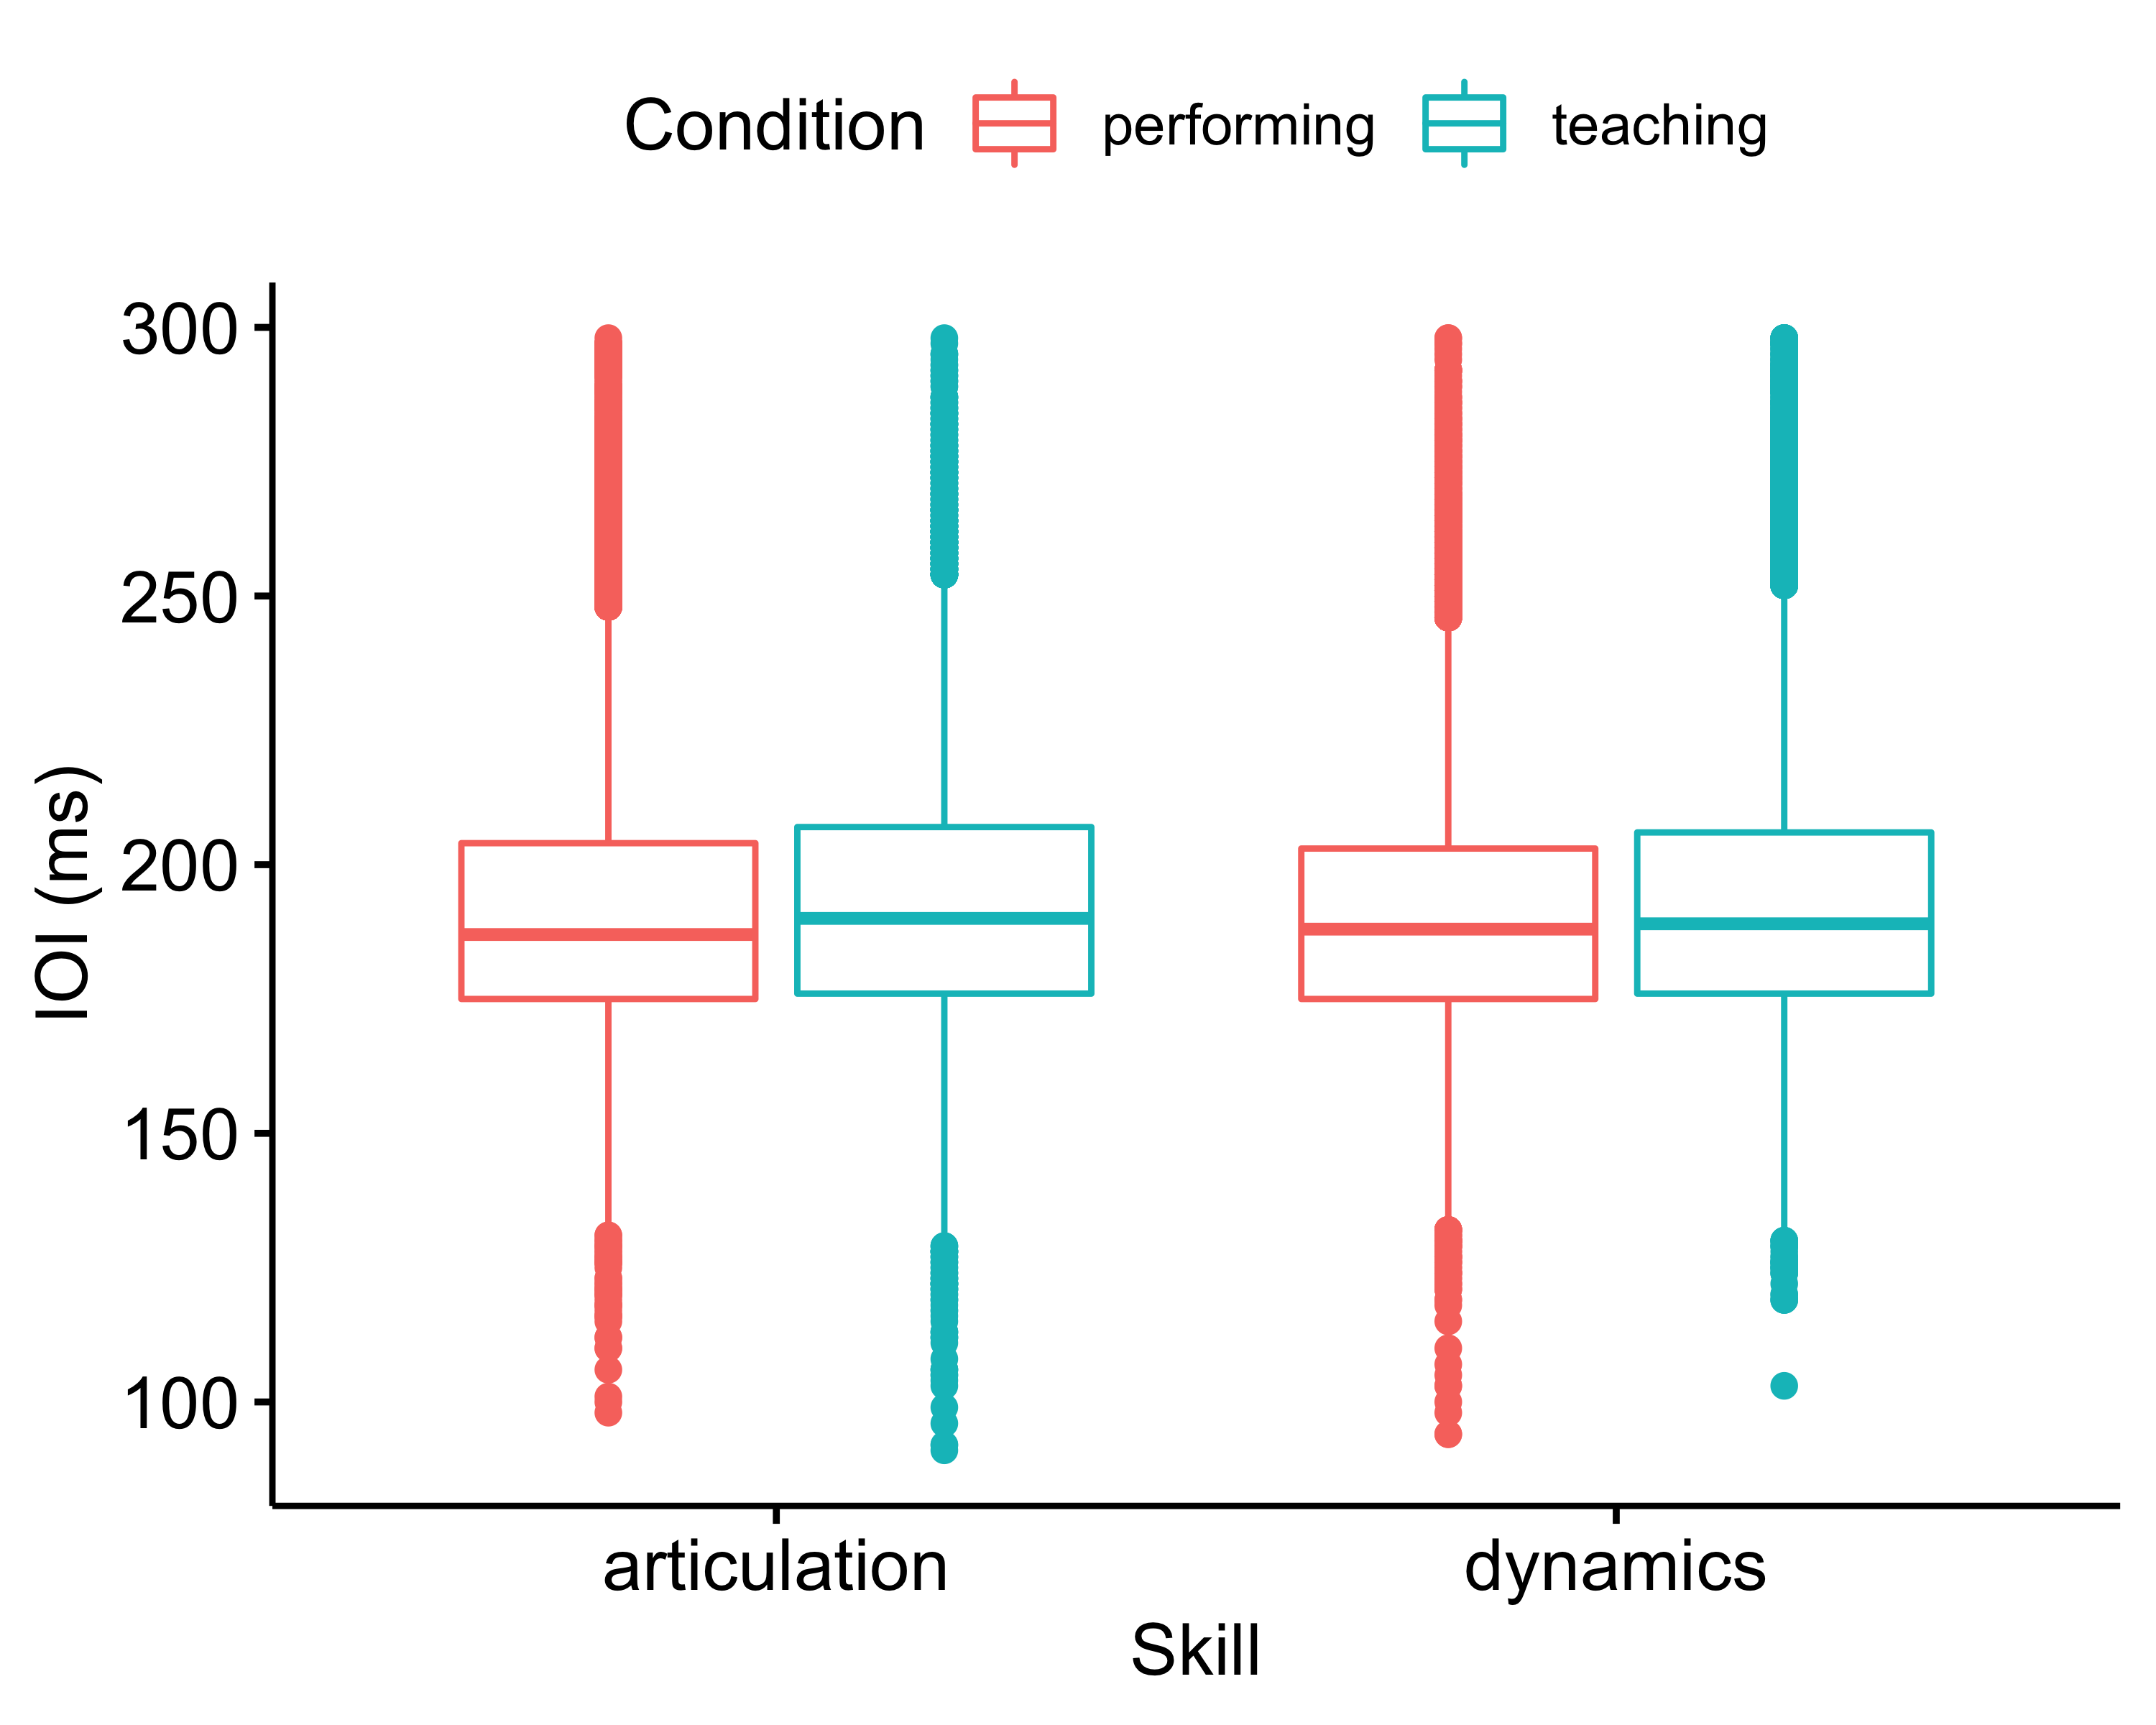 Condition performing teaching
300
250
200
150
100
IOI (ms)
articulation dynamics
Skill